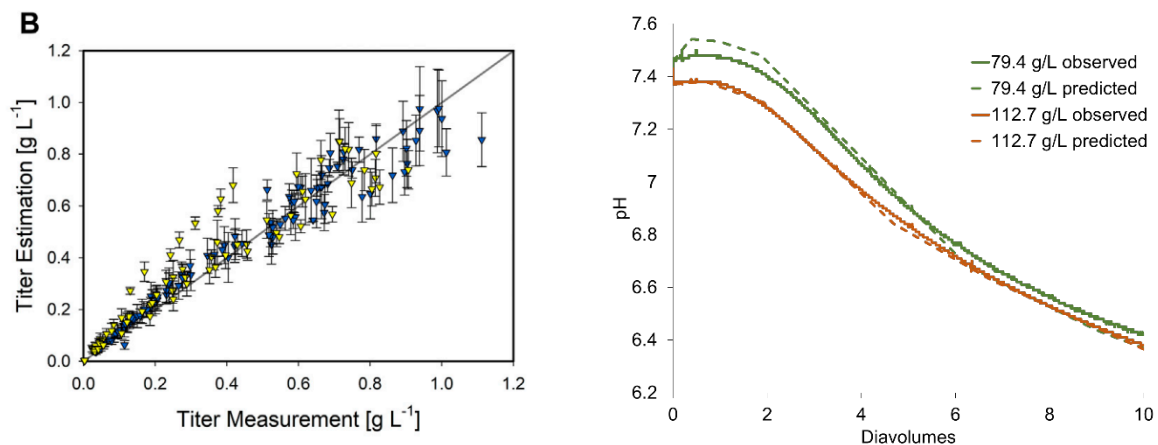 B
1.2
1.0
0.8
0.6
0.4
0.2
0.0
0.0 0.2 0.4 0.6 0.8 1.0 1.2
Titer Estimation [g L⁻¹]
Titer Measurement [g L⁻¹]
7.6
7.4
7.2
7
6.8
6.6
6.4
6.2
0 2 4 6 8 10
pH
Diavolumes
79.4 g/L observed
79.4 g/L predicted
112.7 g/L observed
112.7 g/L predicted